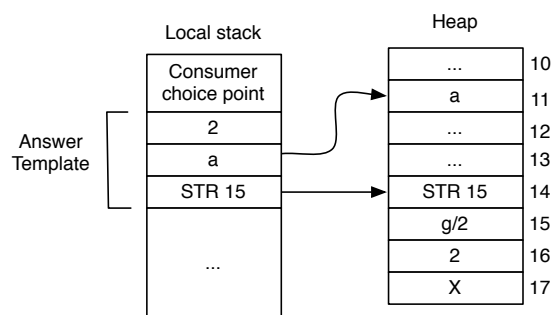 Local stack
Consumer
choice point
2
a
STR 15
...
Answer
Template
Heap
... 10
a 11
... 12
... 13
STR 15 14
g/2 15
2 16
X 17